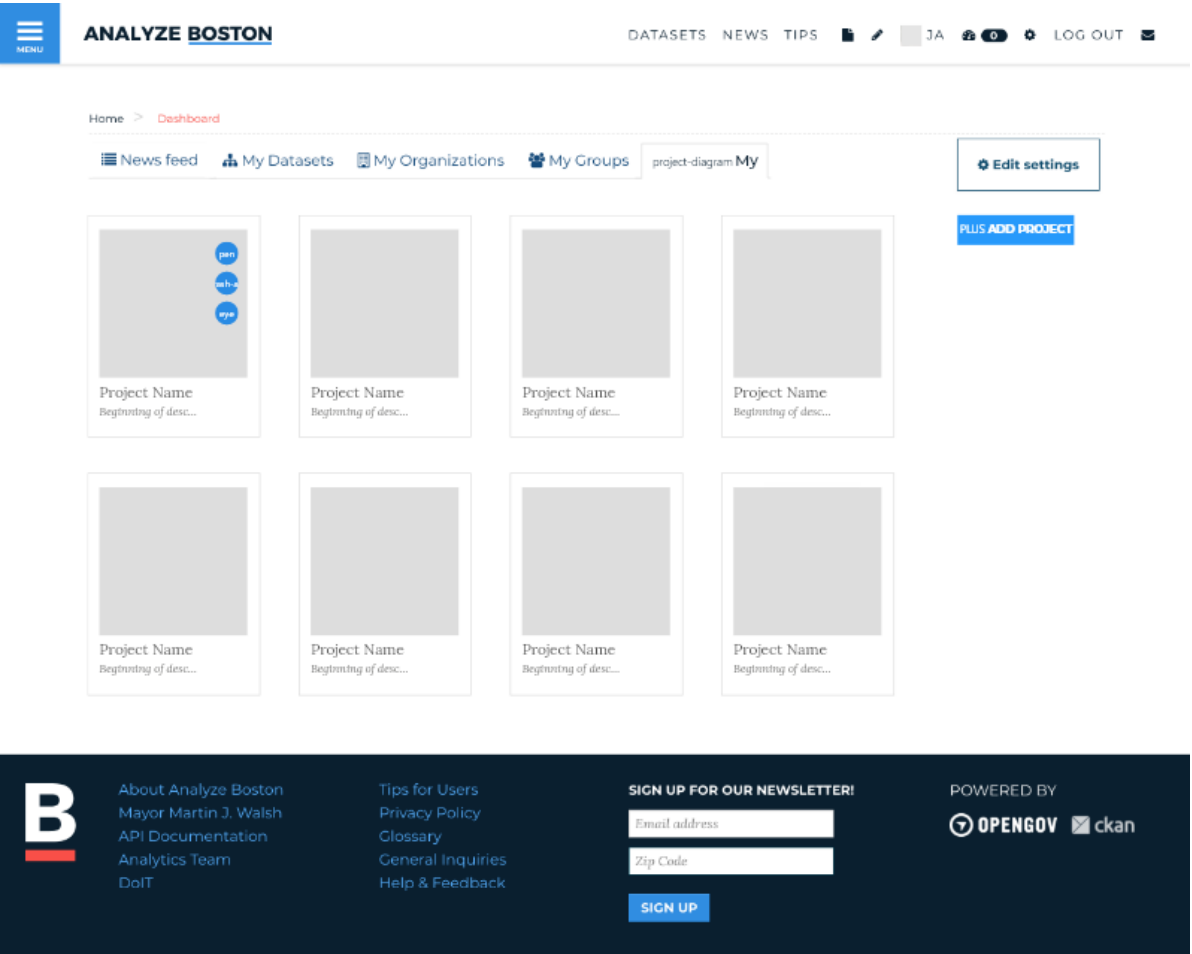 MENU
ANALYZE BOSTON
DATASETS NEWS TIPS JA 0 LOG OUT
Home > Dashboard
News feed My Datasets My Organizations My Groups project-diagram My
Edit settings
PLUS ADD PROJECT
pen
eye
Project Name Project Name Project Name Project Name
Beginning of desc... Beginning of desc... Beginning of desc... Beginning of desc...
Project Name Project Name Project Name Project Name
Beginning of desc... Beginning of desc... Beginning of desc... Beginning of desc...
B
About Analyze Boston
Mayor Martin J. Walsh
API Documentation
Analytics Team
DoIT
Tips for Users
Privacy Policy
Glossary
General Inquiries
Help & Feedback
SIGN UP FOR OUR NEWSLETTER!
Email address
Zip Code
SIGN UP
POWERED BY
OPENGOV ckan